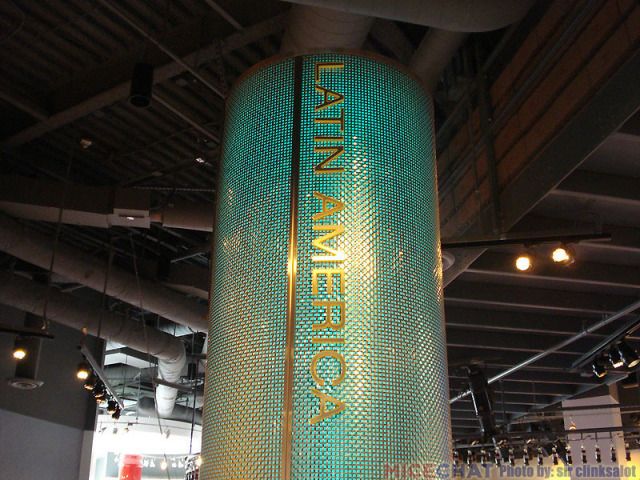 LATIN AMERICA
MICECHAT Photo by: sir clinksalot